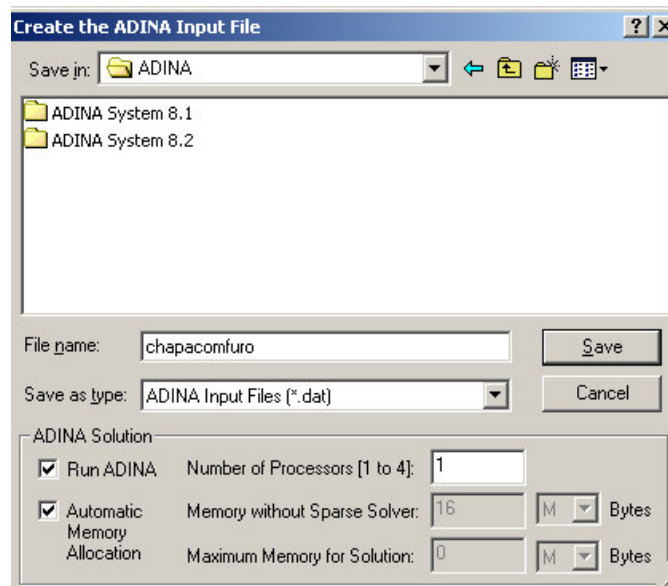 Create the ADINA Input File
Save in: ADINA
ADINA System 8.1
ADINA System 8.2
File name: chapacomfuro Save
Save as type: ADINA Input Files (*.dat) Cancel
ADINA Solution
Run ADINA Number of Processors [1 to 4]: 1
Automatic Memory Allocation
Memory without Sparse Solver: 16 M Bytes
Maximum Memory for Solution: 0 M Bytes